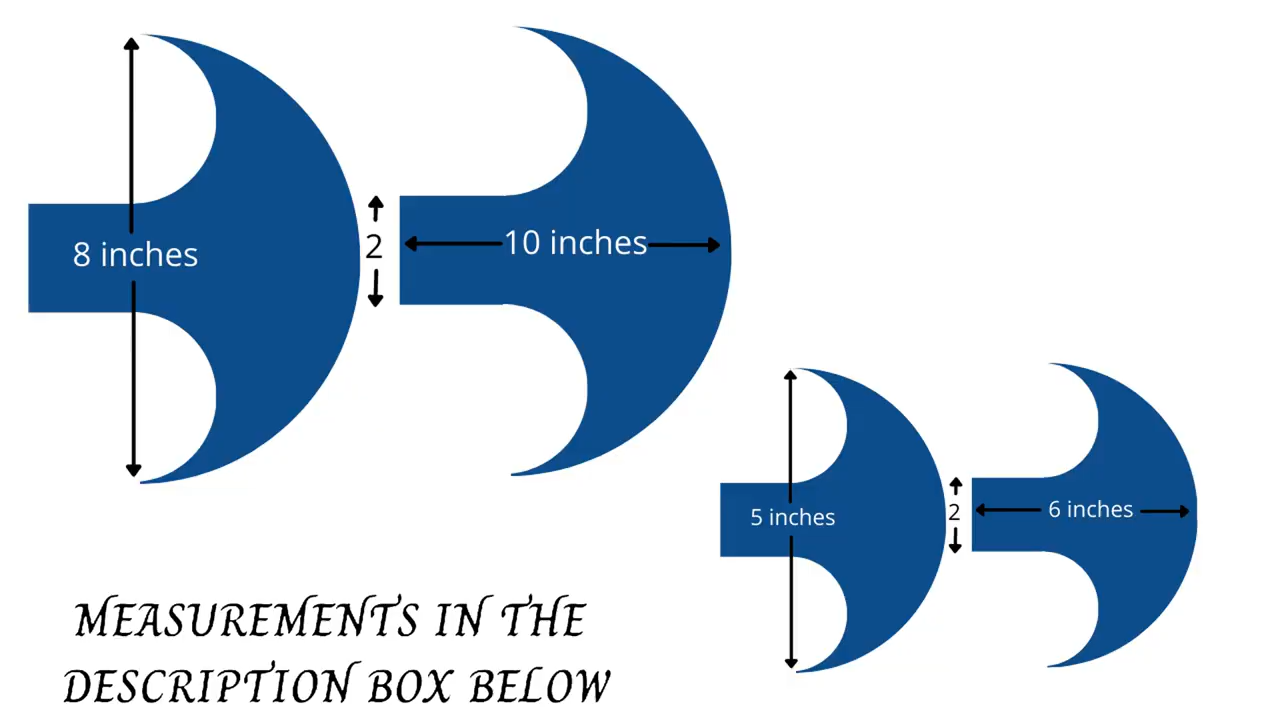 8 inches
2
10 inches
5 inches
2
6 inches
MEASUREMENTS IN THE
DESCRIPTION BOX BELOW